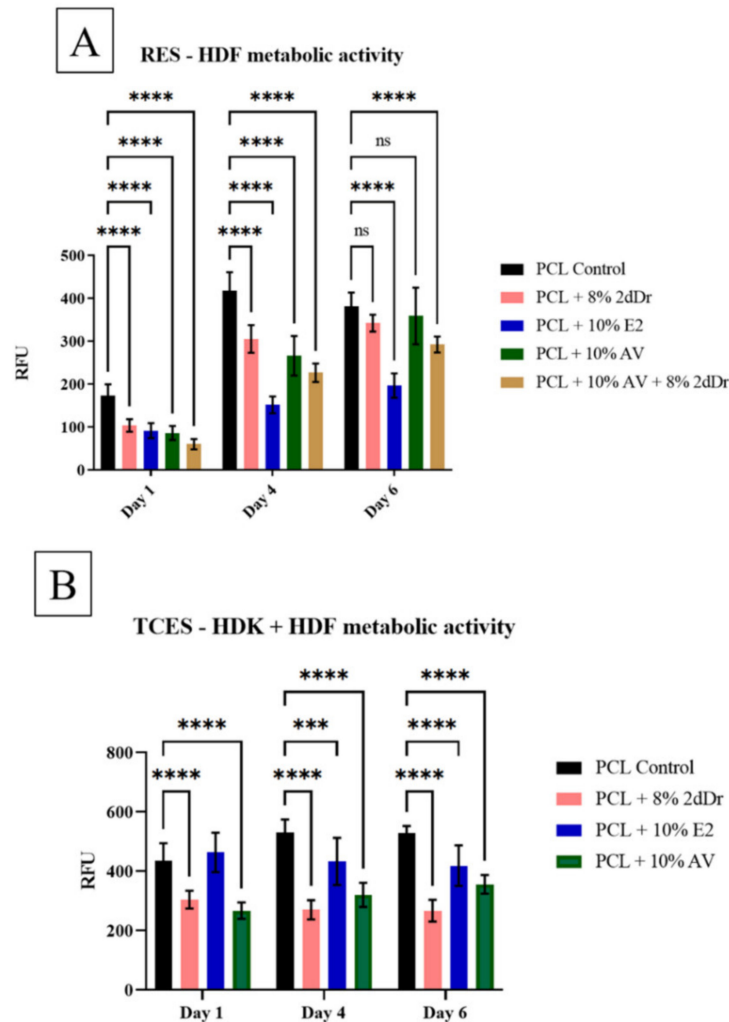 A
RES - HDF metabolic activity
****
****
****
****
****
****
****
****
****
ns
****
ns
500
400
300
200
100
0
RFU
Day 1
Day 4
Day 6
PCL Control
PCL + 8% 2dDr
PCL + 10% E2
PCL + 10% AV
PCL + 10% AV + 8% 2dDr
B
TCES - HDK + HDF metabolic activity
****
****
****
***
****
****
****
****
800
600
400
200
0
RFU
Day 1
Day 4
Day 6
PCL Control
PCL + 8% 2dDr
PCL + 10% E2
PCL + 10% AV